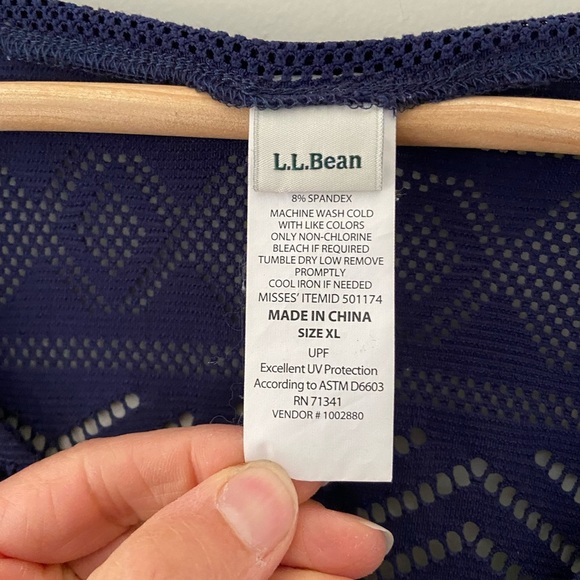 L.L.Bean
8% SPANDEX
MACHINE WASH COLD
WITH LIKE COLORS
ONLY NON-CHLORINE
BLEACH IF REQUIRED
TUMBLE DRY LOW REMOVE
PROMPTLY
COOL IRON IF NEEDED
MISSES' ITEMID 501174
MADE IN CHINA
SIZE XL
UPF
Excellent UV Protection
According to ASTM D6603
RN 71341
VENDOR # 1002880